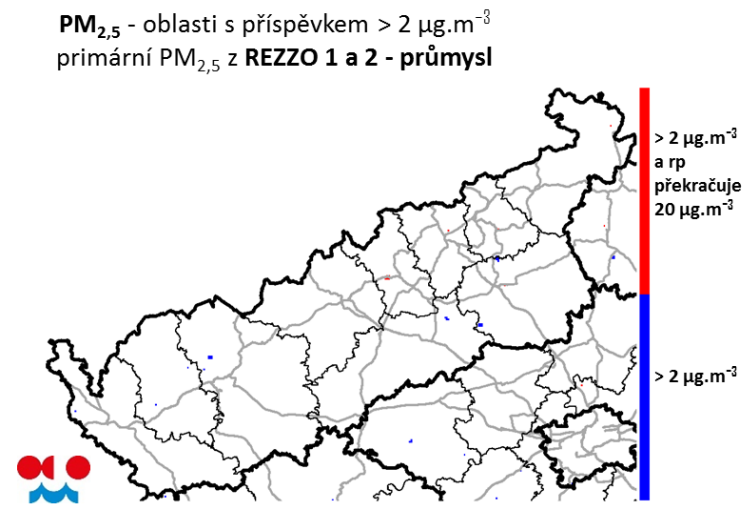 PM2,5 - oblasti s příspěvkem > 2 µg.m⁻³
primární PM2,5 z REZZO 1 a 2 - průmysl
> 2 µg.m⁻³
a rp
překračuje
20 µg.m⁻³
> 2 µg.m⁻³